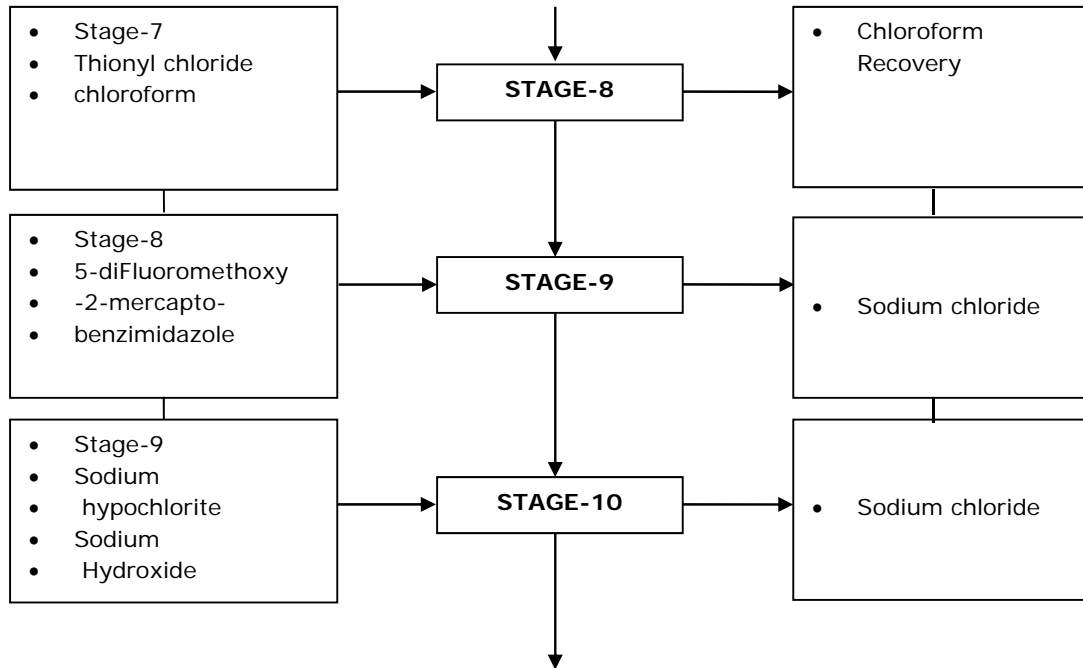 • Stage-7
• Thionyl chloride
• chloroform
STAGE-8
• Chloroform
Recovery
• Stage-8
• 5-diFluoromethoxy
• -2-mercapto-
• benzimidazole
STAGE-9
• Sodium chloride
• Stage-9
• Sodium
• hypochlorite
• Sodium
• Hydroxide
STAGE-10
• Sodium chloride